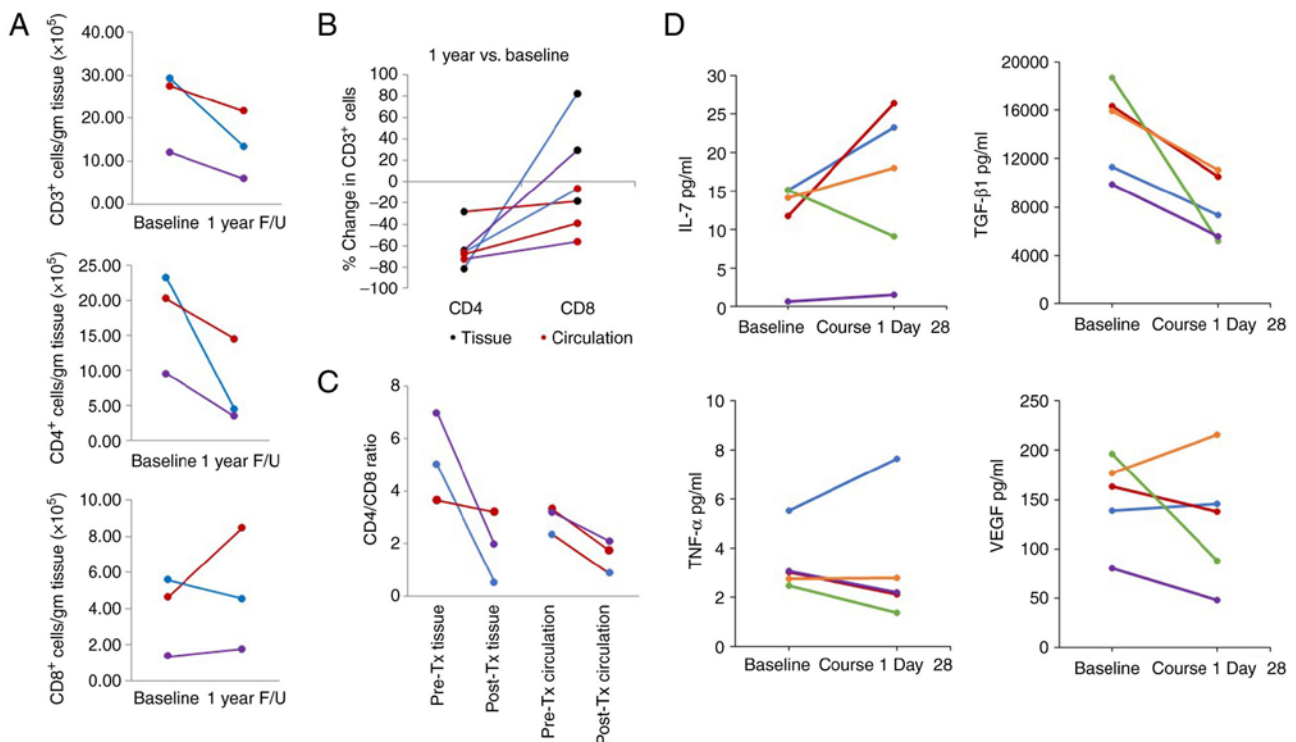 A
CD3+ cells/gm tissue (×10⁵)
40.00
30.00
20.00
10.00
0.00
Baseline 1 year F/U
CD4+ cells/gm tissue (×10⁵)
25.00
20.00
15.00
10.00
5.00
0.00
Baseline 1 year F/U
CD8+ cells/gm tissue (×10⁵)
10.00
8.00
6.00
4.00
2.00
0.00
Baseline 1 year F/U
B
1 year vs. baseline
% Change in CD3+ cells
100
80
60
40
20
0
−20
−40
−60
−80
−100
CD4 CD8
Tissue Circulation
C
CD4/CD8 ratio
8
6
4
2
0
Pre-Tx tissue
Post-Tx tissue
Pre-Tx circulation
Post-Tx circulation
D
IL-7 pg/ml
30
25
20
15
10
5
0
Baseline Course 1 Day 28
TGF-β1 pg/ml
20000
16000
12000
8000
4000
0
Baseline Course 1 Day 28
TNF-α pg/ml
10
8
6
4
2
0
Baseline Course 1 Day 28
VEGF pg/ml
250
200
150
100
50
0
Baseline Course 1 Day 28